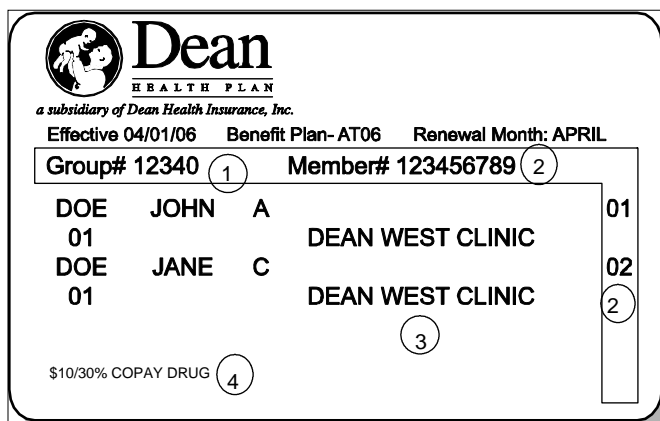 Dean
HEALTH PLAN
a subsidiary of Dean Health Insurance, Inc.
Effective 04/01/06 Benefit Plan- AT06 Renewal Month: APRIL
Group# 12340 1 Member# 123456789 2
DOE JOHN A 01
01 DEAN WEST CLINIC
DOE JANE C 02
01 DEAN WEST CLINIC 2
3
$10/30% COPAY DRUG 4